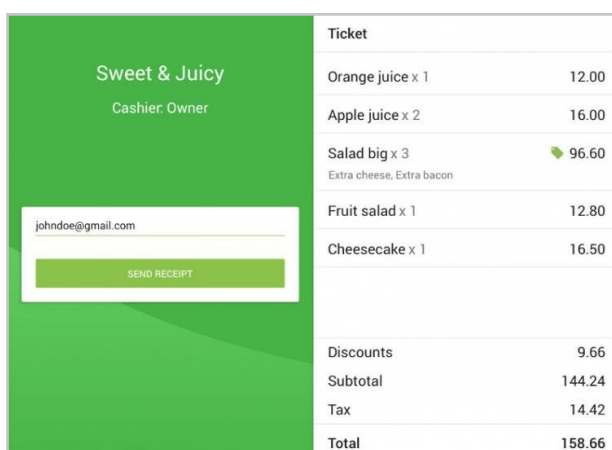 Sweet & Juicy
Cashier: Owner
johndoe@gmail.com
SEND RECEIPT
Ticket
Orange juice x 1 12.00
Apple juice x 2 16.00
Salad big x 3 96.60
Extra cheese, Extra bacon
Fruit salad x 1 12.80
Cheesecake x 1 16.50
Discounts 9.66
Subtotal 144.24
Tax 14.42
Total 158.66